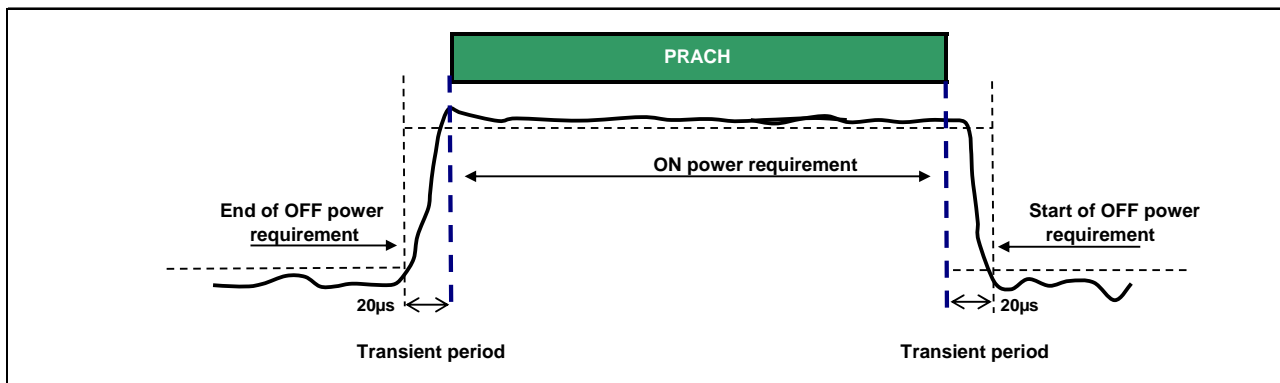 PRACH
ON power requirement
End of OFF power
requirement
Start of OFF power
requirement
20µs
20µs
Transient period
Transient period